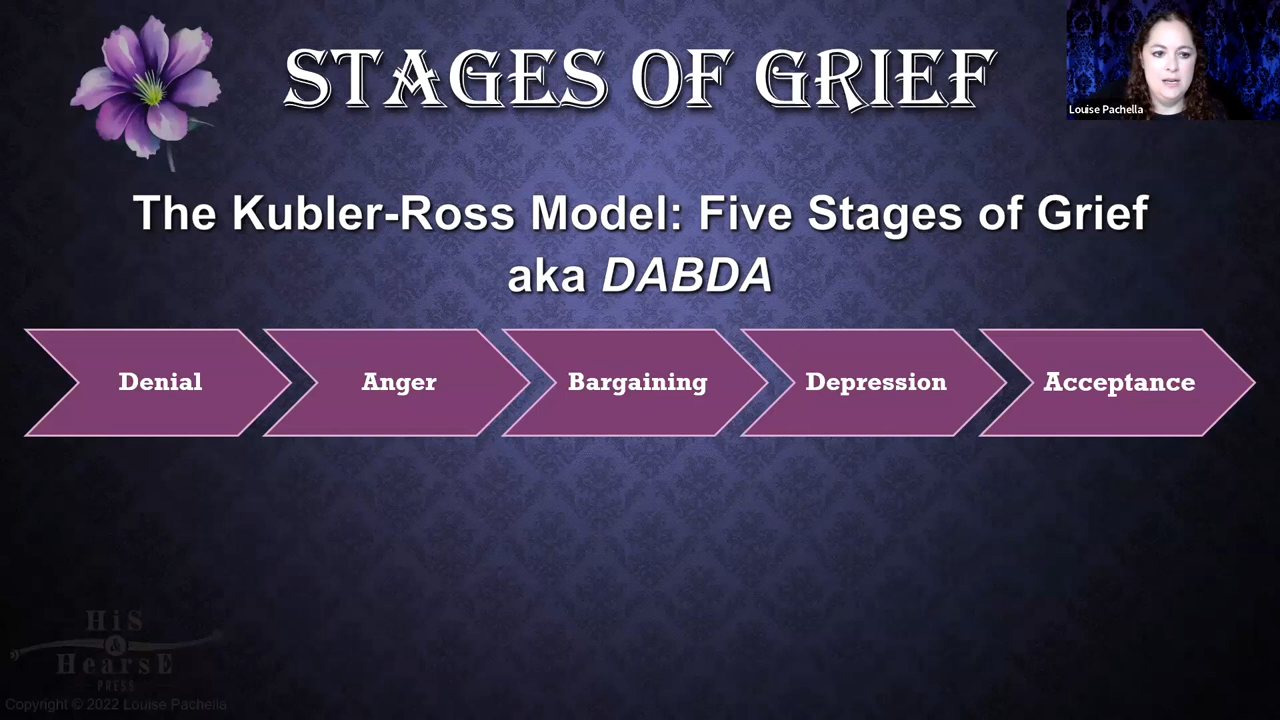 STAGES OF GRIEF
Louise Pachella
The Kubler-Ross Model: Five Stages of Grief
aka DABDA
Denial
Anger
Bargaining
Depression
Acceptance
HiS
&
HearsE
PRESS
Copyright © 2022 Louise Pachella